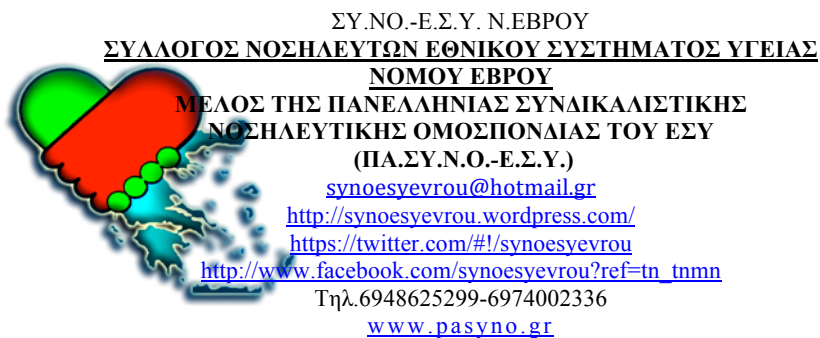 ΣΥ.ΝΟ.-Ε.Σ.Υ. Ν.ΕΒΡΟΥ
ΣΥΛΛΟΓΟΣ ΝΟΣΗΛΕΥΤΩΝ ΕΘΝΙΚΟΥ ΣΥΣΤΗΜΑΤΟΣ ΥΓΕΙΑΣ
ΝΟΜΟΥ ΕΒΡΟΥ
ΜΕΛΟΣ ΤΗΣ ΠΑΝΕΛΛΗΝΙΑΣ ΣΥΝΔΙΚΑΛΙΣΤΙΚΗΣ
ΝΟΣΗΛΕΥΤΙΚΗΣ ΟΜΟΣΠΟΝΔΙΑΣ ΤΟΥ ΕΣΥ
(ΠΑ.ΣΥ.Ν.Ο.-Ε.Σ.Υ.)
synoesyevrou@hotmail.gr
http://synoesyevrou.wordpress.com/
https://twitter.com/#!/synoesyevrou
http://www.facebook.com/synoesyevrou?ref=tn_tnmn
Τηλ.6948625299-6974002336
www.pasyno.gr